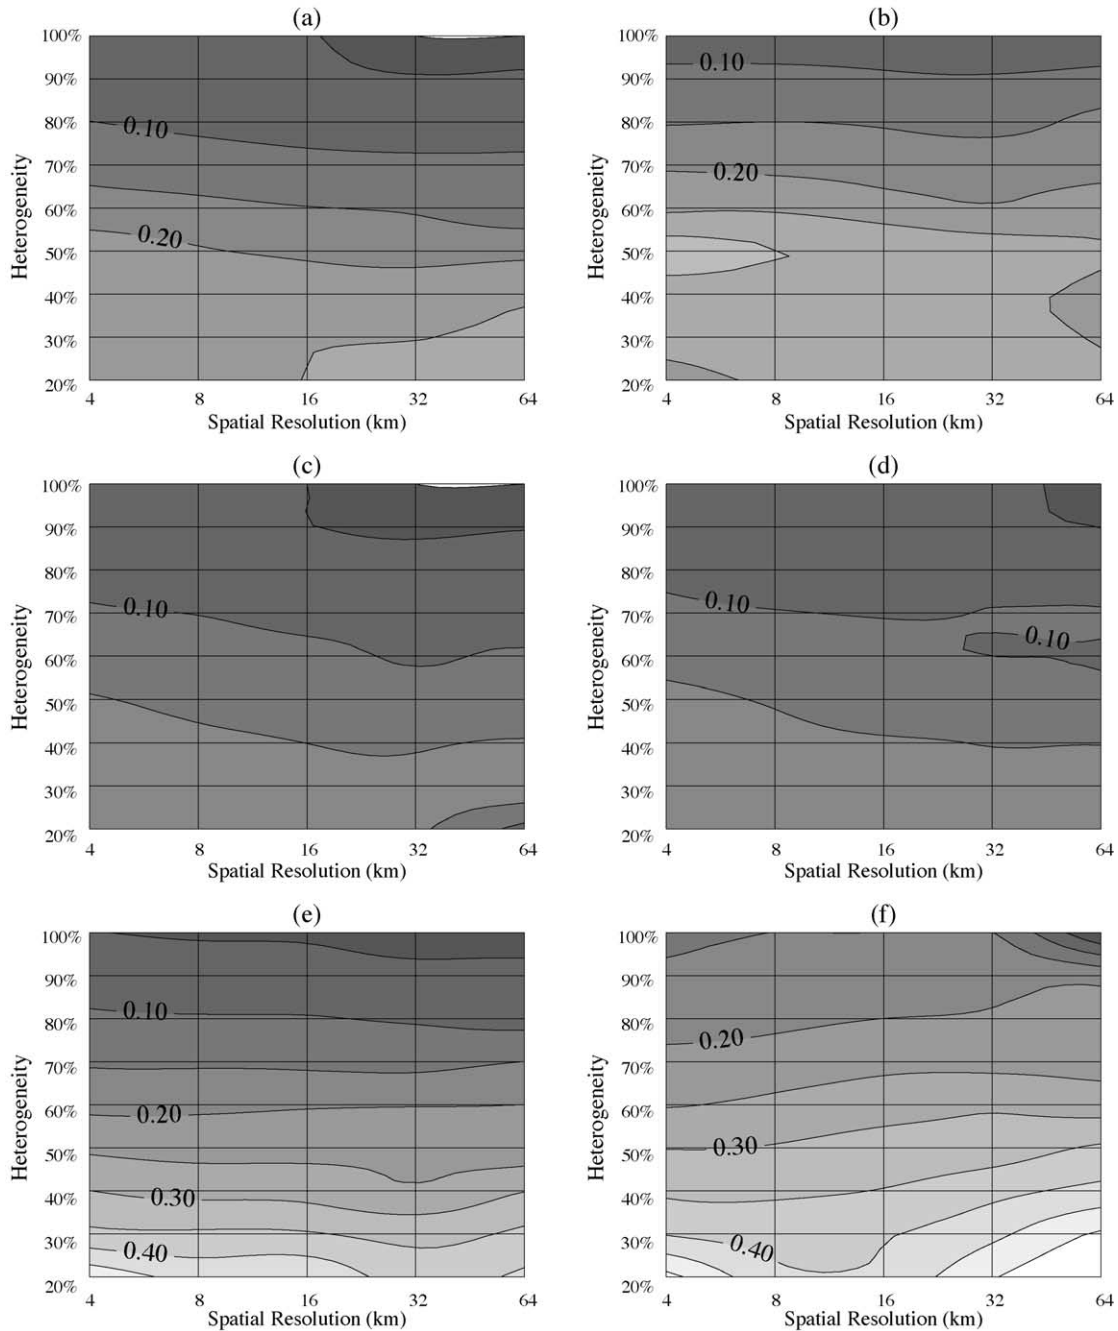 (a)
100%
90%
80%
70%
60%
50%
40%
30%
20%
Heterogeneity
0.10
0.20
4 8 16 32 64
Spatial Resolution (km)
(b)
100%
90%
80%
70%
60%
50%
40%
30%
20%
Heterogeneity
0.10
0.20
4 8 16 32 64
Spatial Resolution (km)
(c)
100%
90%
80%
70%
60%
50%
40%
30%
20%
Heterogeneity
0.10
4 8 16 32 64
Spatial Resolution (km)
(d)
100%
90%
80%
70%
60%
50%
40%
30%
20%
Heterogeneity
0.10
0.10
4 8 16 32 64
Spatial Resolution (km)
(e)
100%
90%
80%
70%
60%
50%
40%
30%
20%
Heterogeneity
0.10
0.20
0.30
0.40
4 8 16 32 64
Spatial Resolution (km)
(f)
100%
90%
80%
70%
60%
50%
40%
30%
20%
Heterogeneity
0.20
0.30
0.40
4 8 16 32 64
Spatial Resolution (km)